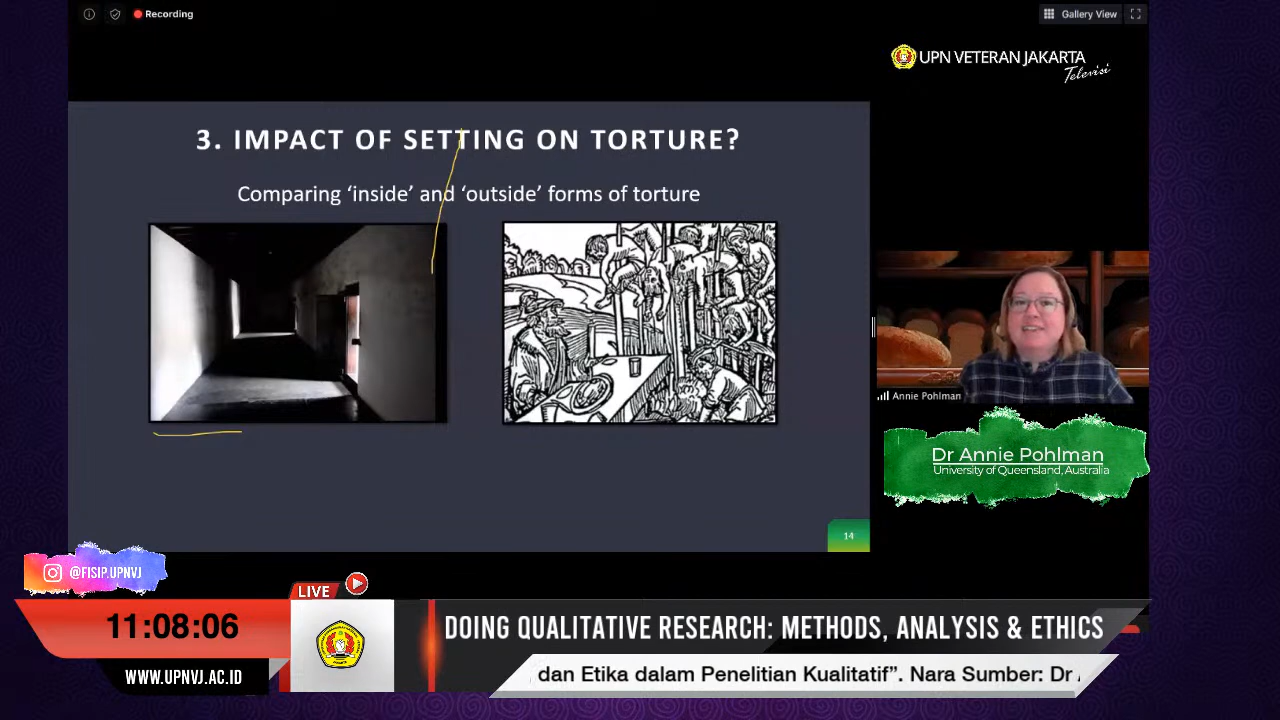 Recording
Gallery View
UPN VETERAN JAKARTA
Televisi
3. IMPACT OF SETTING ON TORTURE?
Comparing ‘inside’ and ‘outside’ forms of torture
Annie Pohlman
Dr Annie Pohlman
University of Queensland, Australia
14
@FISIP.UPNVJ
LIVE
11:08:06
DOING QUALITATIVE RESEARCH: METHODS, ANALYSIS & ETHICS
WWW.UPNVJ.AC.ID
dan Etika dalam Penelitian Kualitatif”. Nara Sumber: Dr